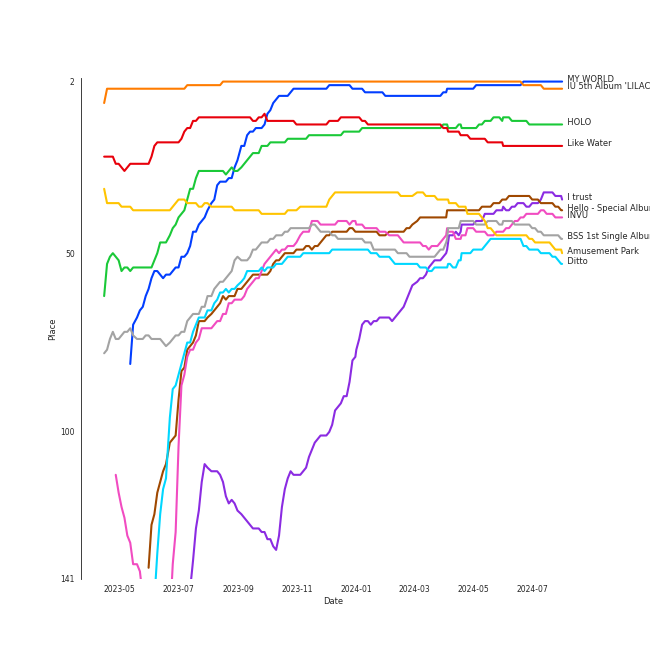 2
50
100
141
Place
2023-05
2023-07
2023-09
2023-11
2024-01
2024-03
2024-05
2024-07
Date
MY WORLD
IU 5th Album 'LILAC
HOLO
Like Water
I trust
Hello - Special Albu
INVU
BSS 1st Single Albu
Amusement Park
Ditto